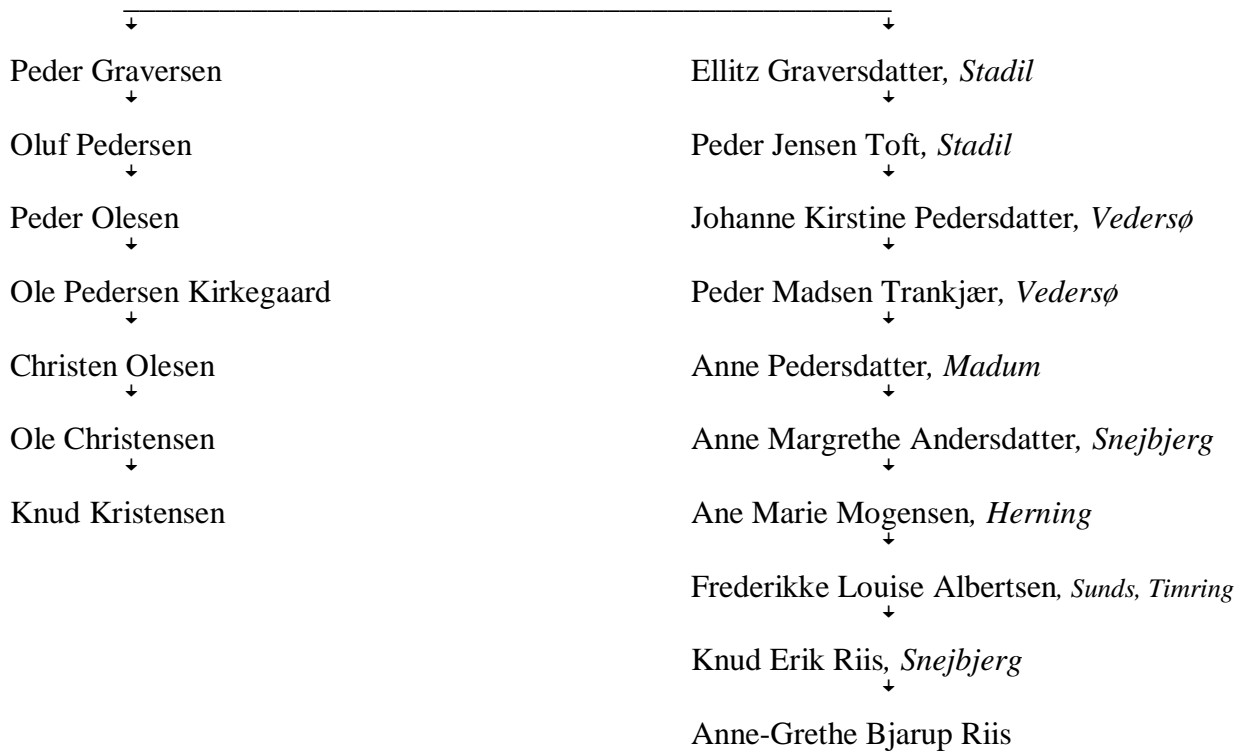 Peder Graversen
Ellitz Graversdatter, Stadil
Oluf Pedersen
Peder Jensen Toft, Stadil
Peder Olesen
Johanne Kirstine Pedersdatter, Vedersø
Ole Pedersen Kirkegaard
Peder Madsen Trankjær, Vedersø
Christen Olesen
Anne Pedersdatter, Madum
Ole Christensen
Anne Margrethe Andersdatter, Snejbjerg
Knud Kristensen
Ane Marie Mogensen, Herning
Frederikke Louise Albertsen, Sunds, Timring
Knud Erik Riis, Snejbjerg
Anne-Grethe Bjarup Riis